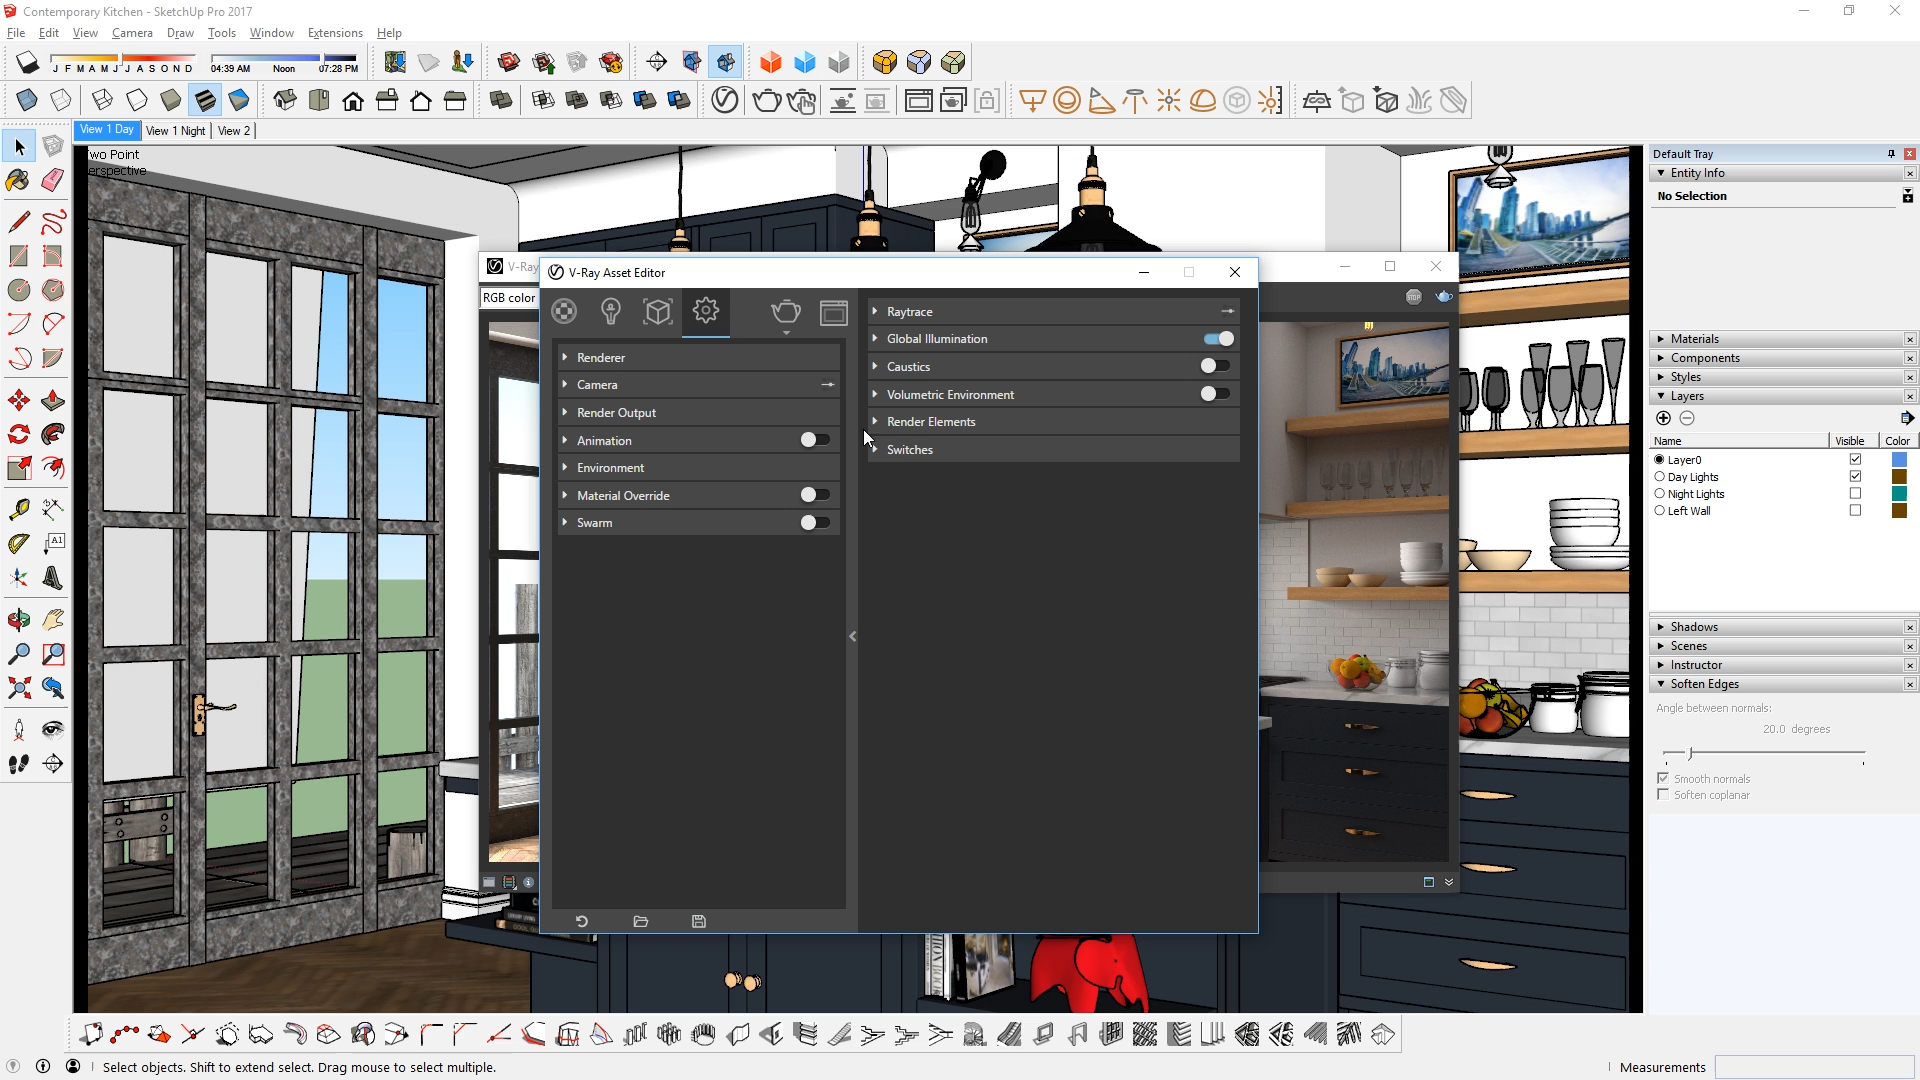 Contemporary Kitchen - SketchUp Pro 2017
File Edit View Camera Draw Tools Window Extensions Help
J F M A M J J A S O N D
04:39 AM Noon 07:28 PM
View 1 Day View 1 Night View 2
wo Point
erspective
A1
V-Ray
RGB color
STOP
V-Ray Asset Editor
Renderer
Camera
Render Output
Animation
Environment
Material Override
Swarm
Raytrace
Global Illumination
Caustics
Volumetric Environment
Render Elements
Switches
Default Tray
Entity Info
No Selection
Materials
Components
Styles
Layers
Name Visible Color
Layer0
Day Lights
Night Lights
Left Wall
Shadows
Scenes
Instructor
Soften Edges
Angle between normals:
20.0 degrees
Smooth normals
Soften coplanar
Select objects. Shift to extend select. Drag mouse to select multiple.
Measurements